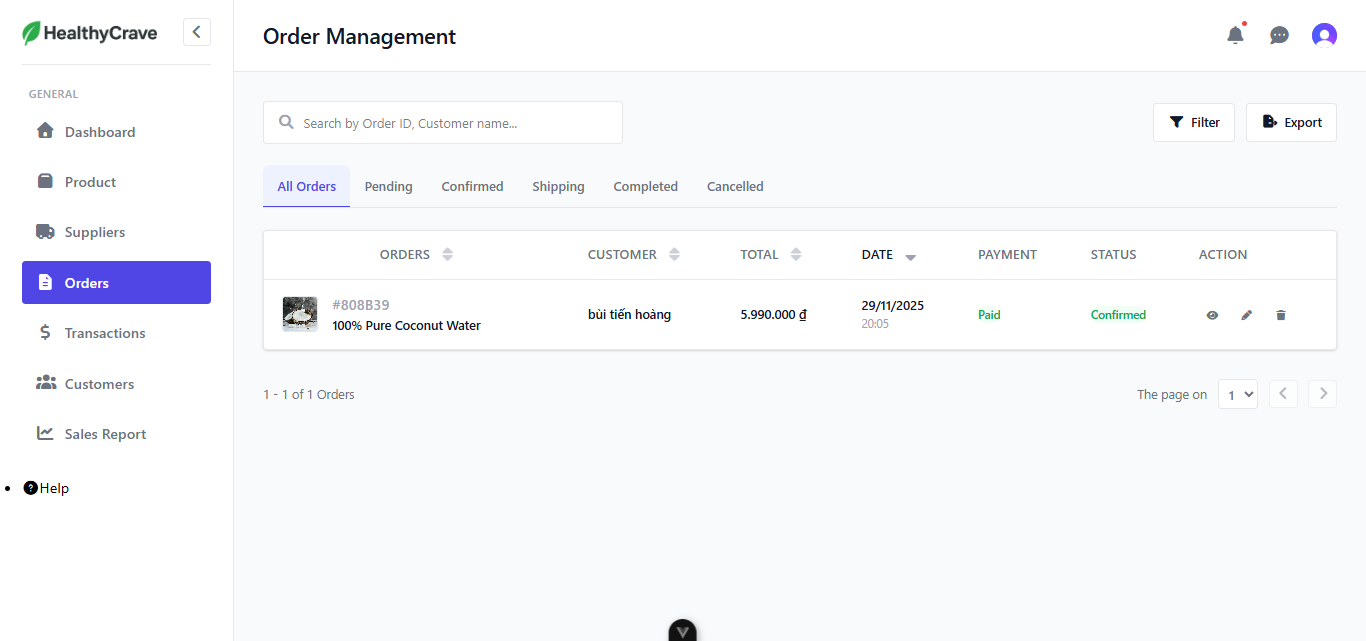 HealthyCrave
Order Management
GENERAL
Dashboard
Product
Suppliers
Orders
Transactions
Customers
Sales Report
Help
Search by Order ID, Customer name...
Filter
Export
All Orders
Pending
Confirmed
Shipping
Completed
Cancelled
ORDERS CUSTOMER TOTAL DATE PAYMENT STATUS ACTION
#808B39
100% Pure Coconut Water
bùi tiến hoàng
5.990.000 ₫
29/11/2025
20:05
Paid
Confirmed
1 - 1 of 1 Orders
The page on
1